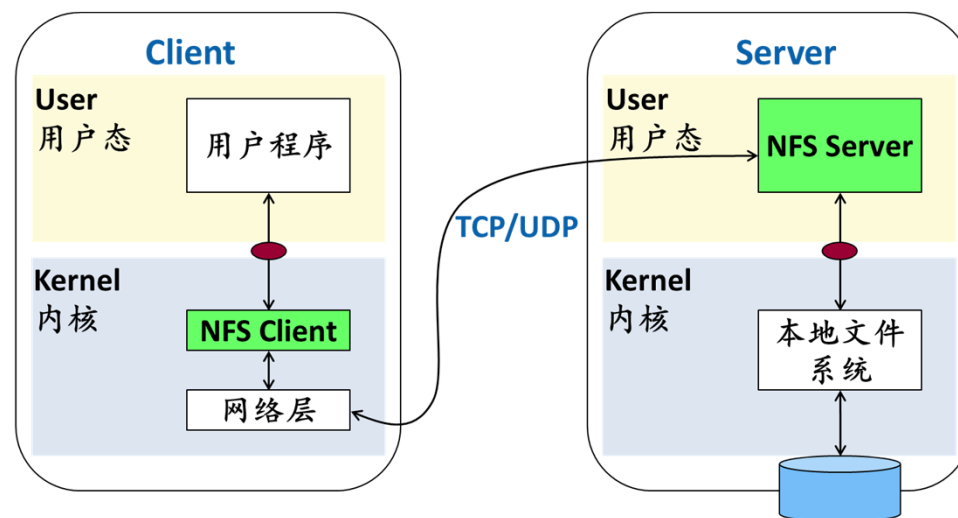 Client
User
用户态
用户程序
Kernel
内核
NFS Client
网络层
TCP/UDP
Server
User
用户态
NFS Server
Kernel
内核
本地文件
系统